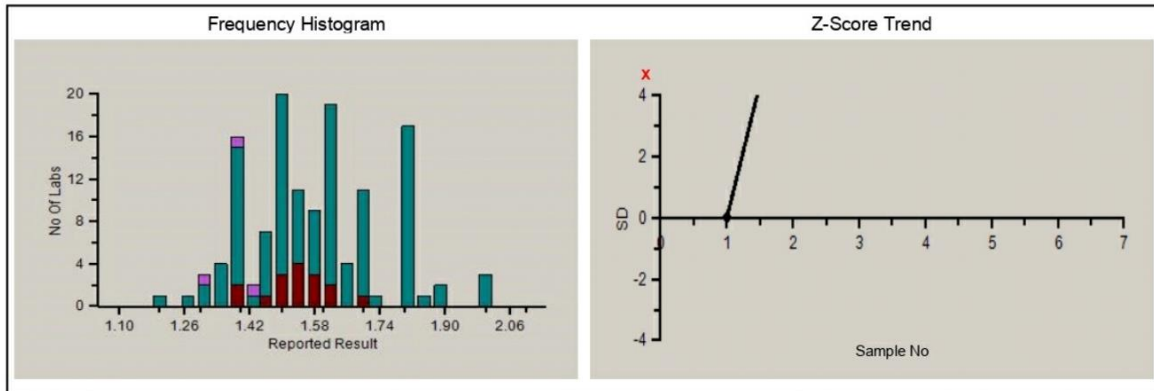 Frequency Histogram
20
16
12
8
4
0
No Of Labs
1.10 1.26 1.42 1.58 1.74 1.90 2.06
Reported Result
Z-Score Trend
X
4
2
0
-2
-4
SD
0 1 2 3 4 5 6 7
Sample No